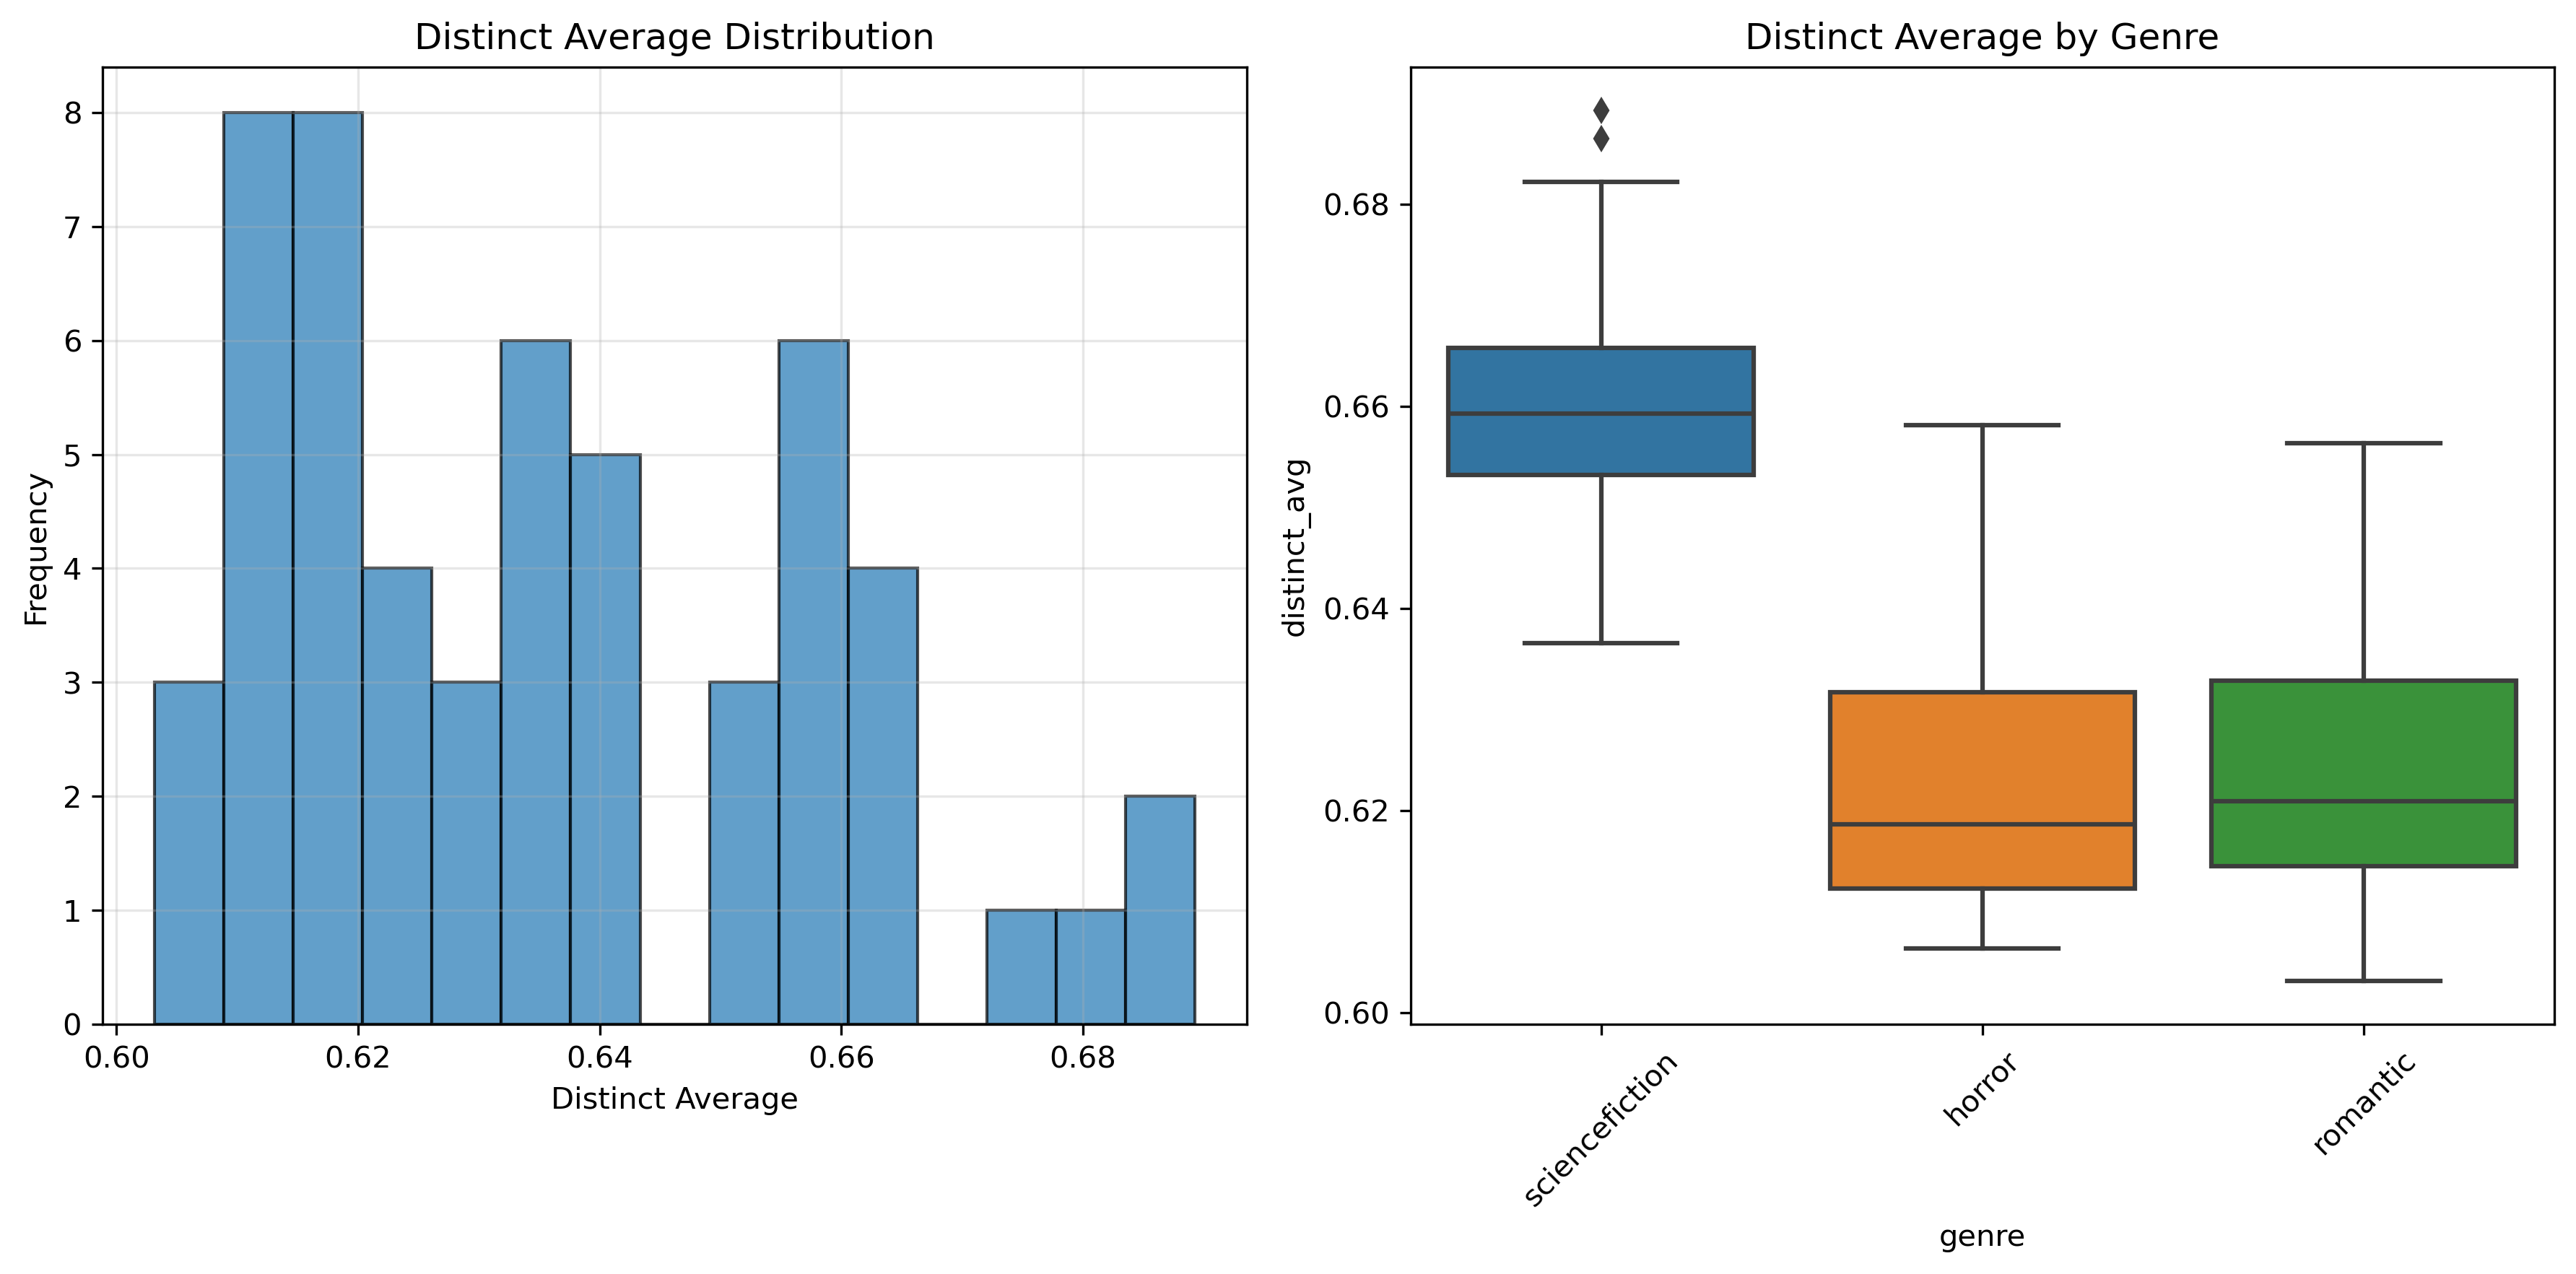 Distinct Average Distribution
8
7
6
5
4
3
2
1
0
Frequency
0.60 0.62 0.64 0.66 0.68
Distinct Average
Distinct Average by Genre
0.68
0.66
0.64
0.62
0.60
distinct_avg
sciencefiction
horror
romantic
genre